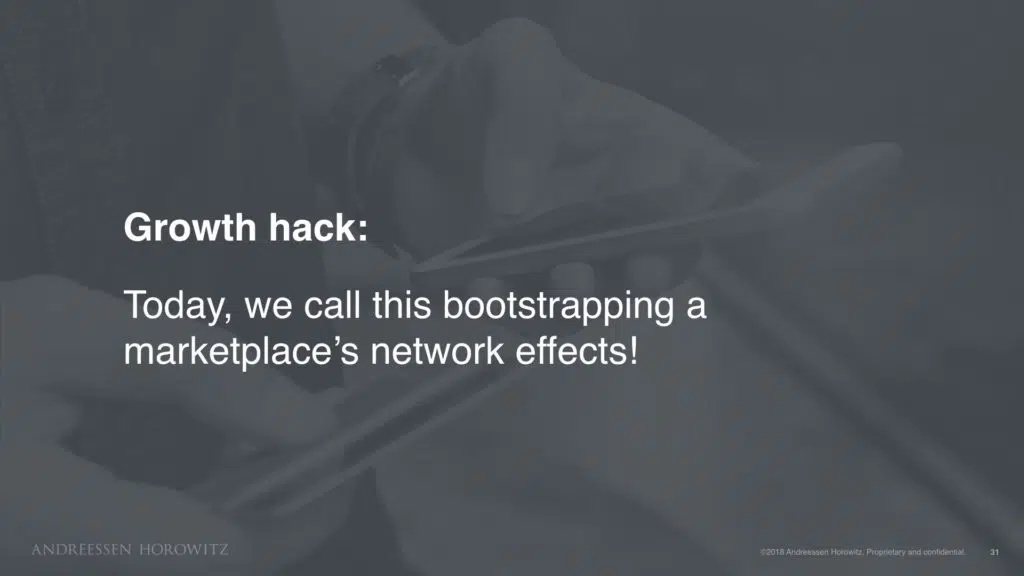 Growth hack:
Today, we call this bootstrapping a
marketplace’s network effects!
ANDREESSEN HOROWITZ
©2018 Andreessen Horowitz. Proprietary and confidential.
31